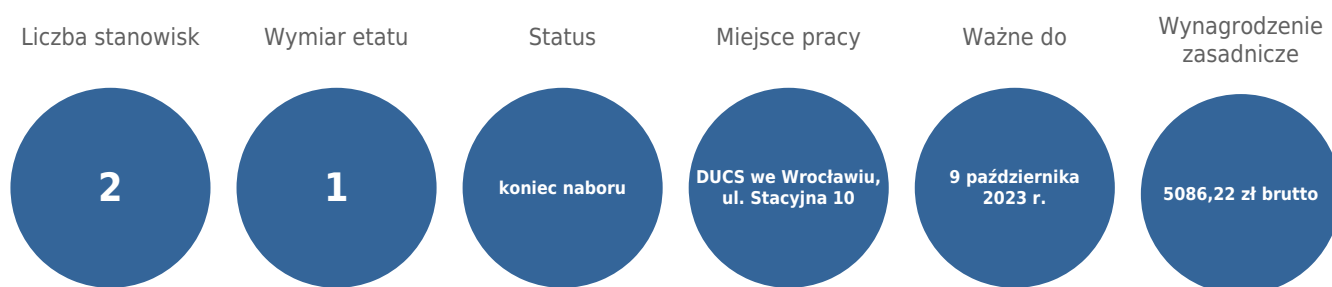 Liczba stanowisk
2
Wymiar etatu
1
Status
koniec naboru
Miejsce pracy
DUCS we Wrocławiu,
ul. Stacyjna 10
Ważne do
9 października
2023 r.
Wynagrodzenie
zasadnicze
5086,22 zł brutto